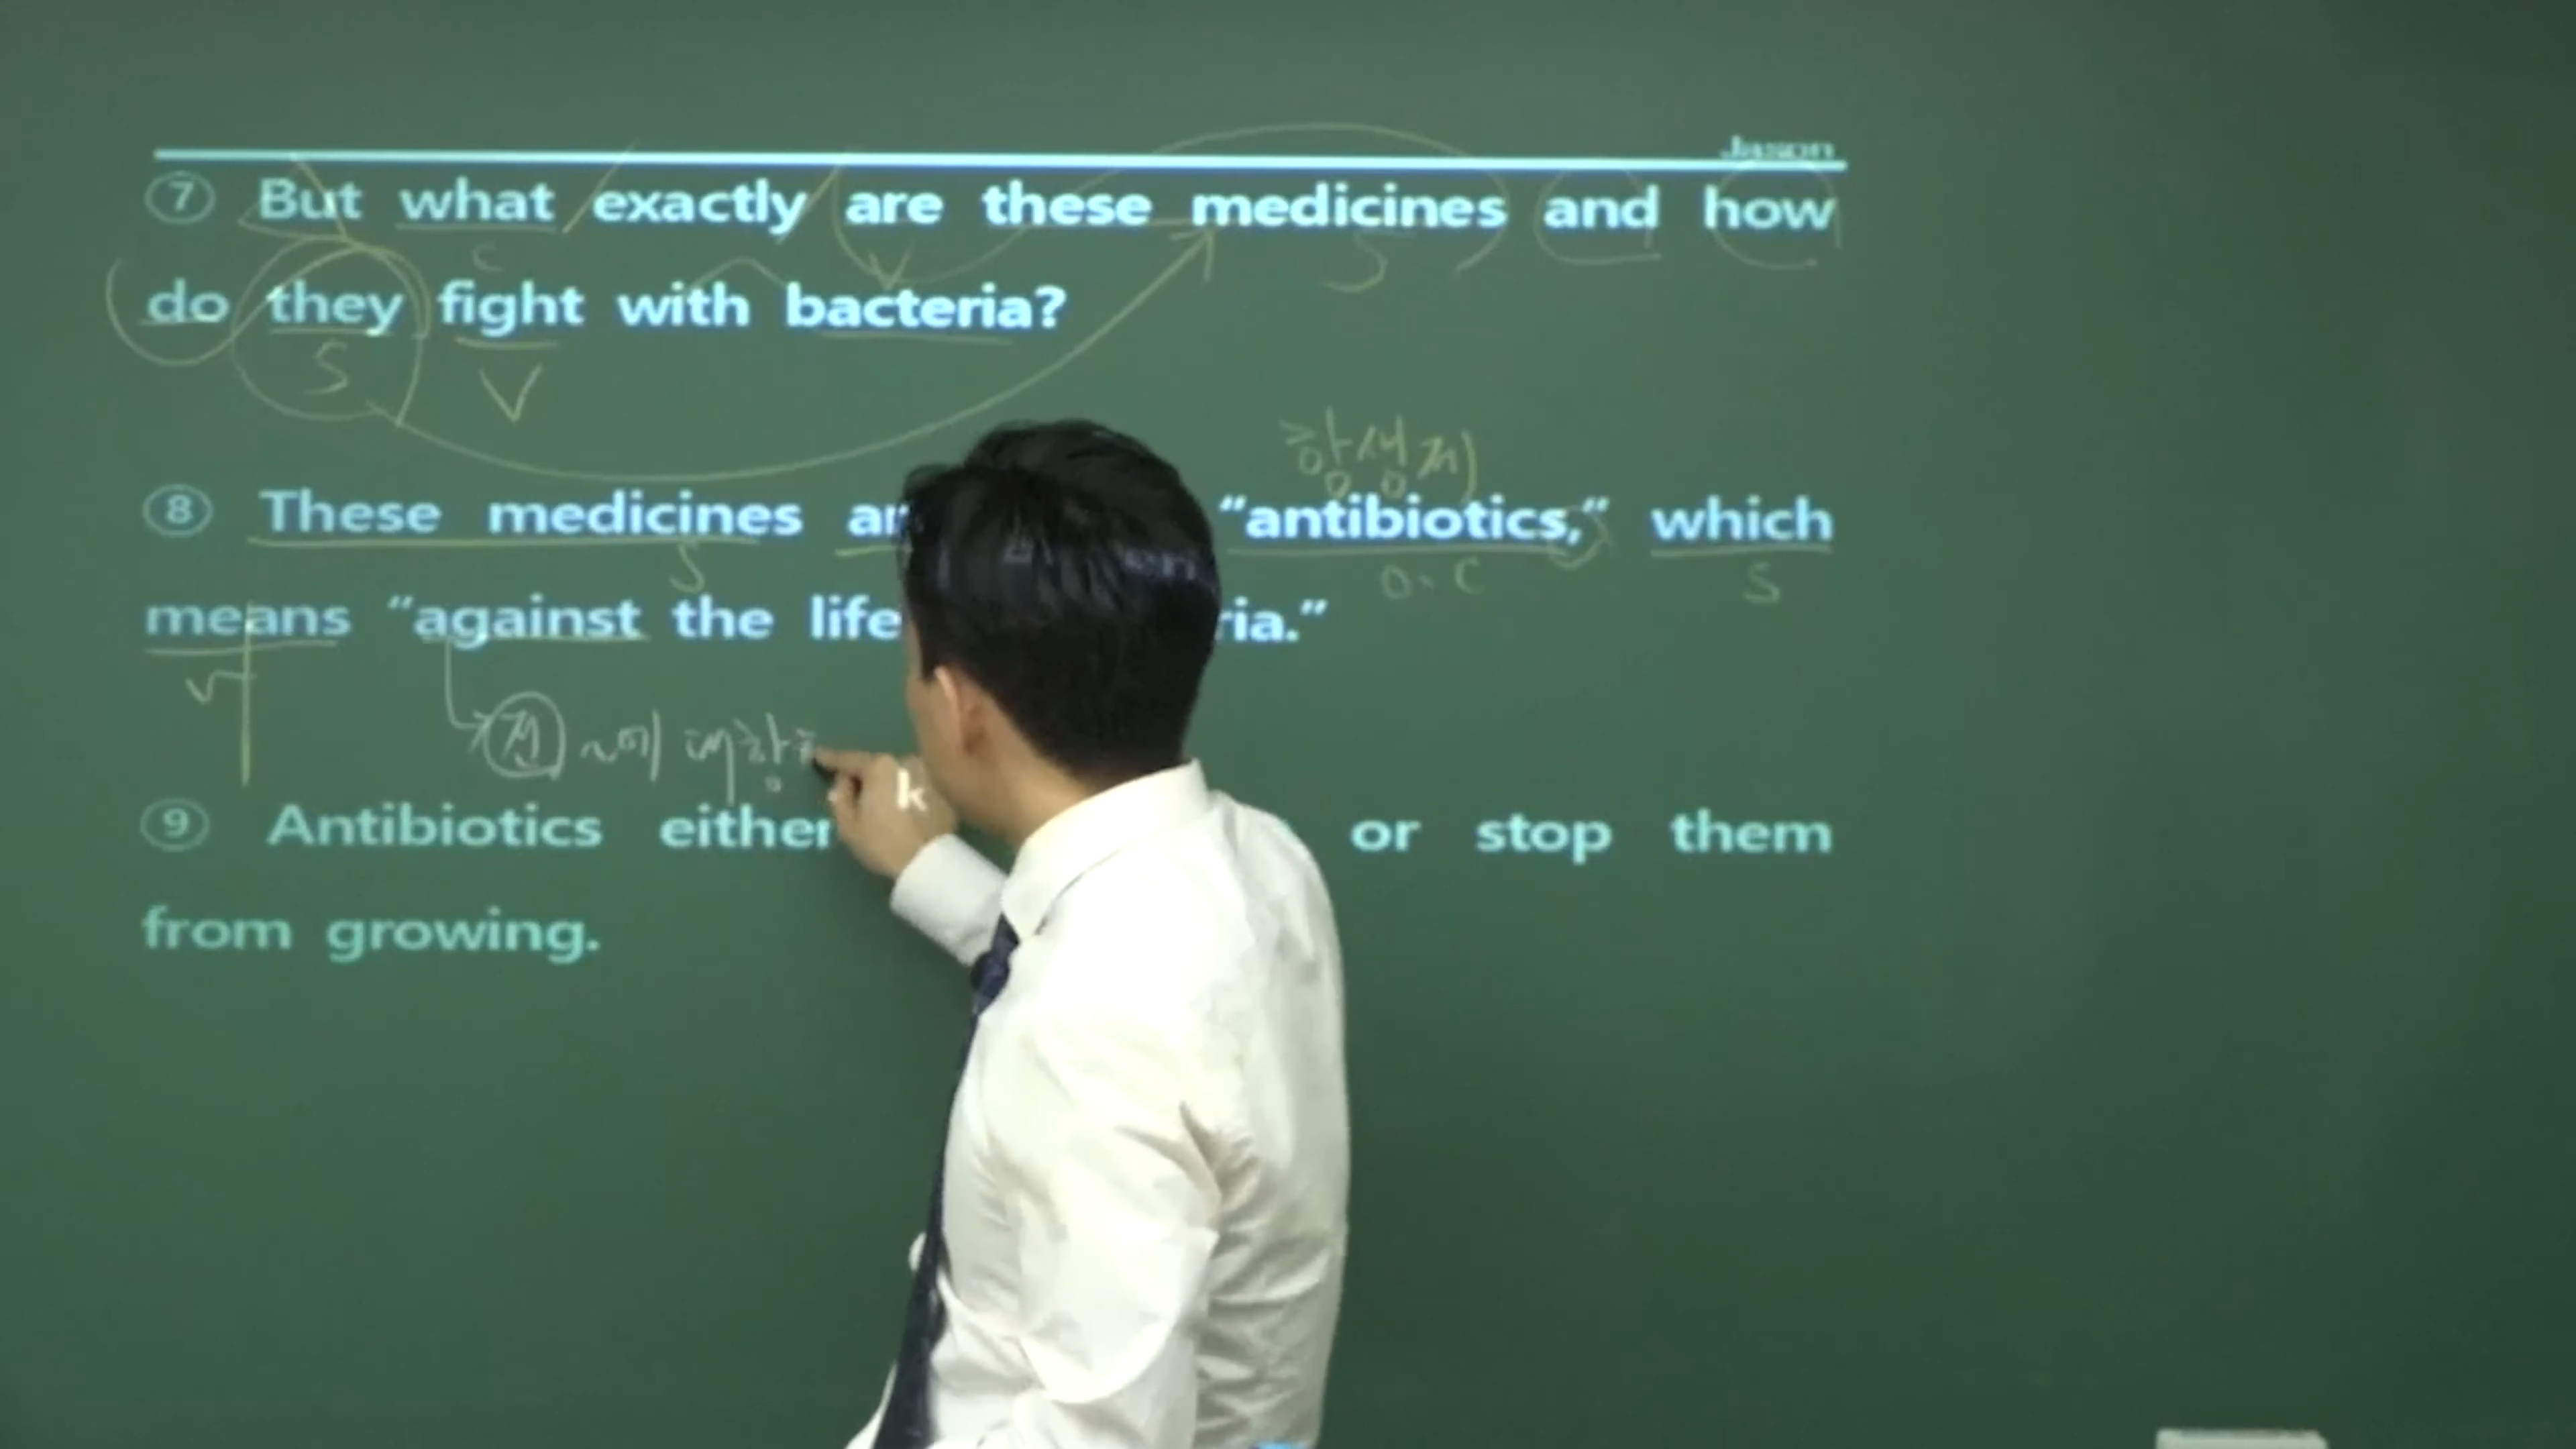 Jason
⑦ But what exactly are these medicines and how
C V S
do they fight with bacteria?
S V
항생제
⑧ These medicines “antibiotics,“ which
S O.C S
means “against the life ria.”
V
전 ~에 대항
k
⑨ Antibiotics either or stop them
from growing.